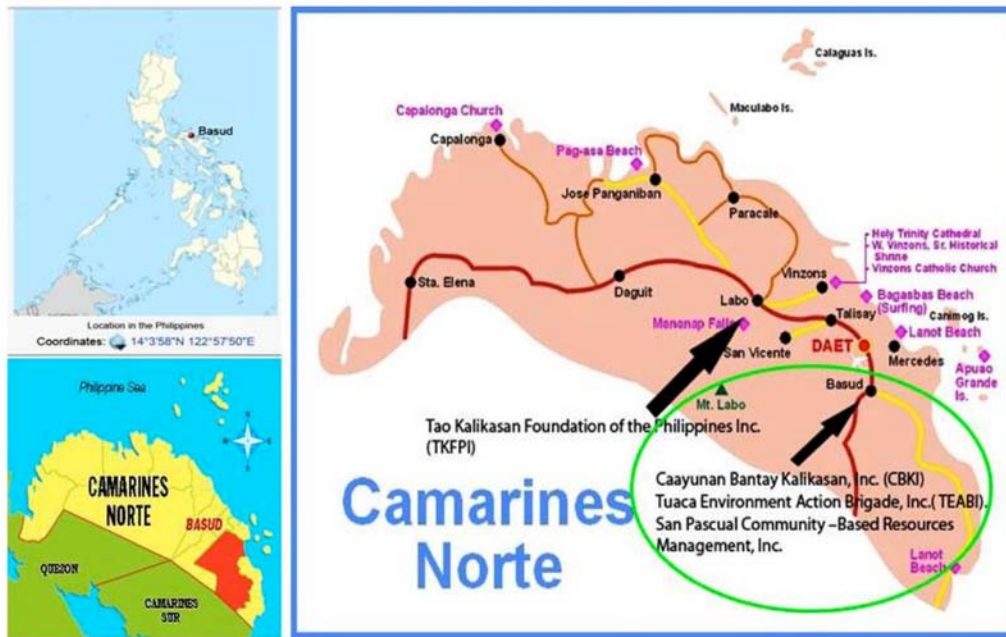 Basud
Location in the Philippines
Coordinates: 14°3'58"N 122°57'50"E
Philippine Sea
CAMARINES
NORTE
BASUD
QUEZON
CAMARINES
SUR
Calaguas Is.
Maculabo Is.
Capalonga Church
Capalonga
Pag-asa Beach
Jose Panganiban
Paracale
Holy Trinity Cathedral
W. Vinzons, Sr. Historical
Shrine
Vinzons Catholic Church
Vinzons
Sta. Elena
Daguit
Labo
Bagasbas Beach
(Surfing)
Talisay
Canimog Is.
Mananap Falls
San Vicente
DAET
Lanot Beach
Mercedes
Apuao
Grande
Is.
Basud
Mt. Labo
Tao Kalikasan Foundation of the Philippines Inc.
(TKFPI)
Caayunan Bantay Kalikasan, Inc. (CBKI)
Tuaca Environment Action Brigade, Inc.( TEABI).
San Pascual Community –Based Resources
Management, Inc.
Camarines
Norte
Lanot
Beach